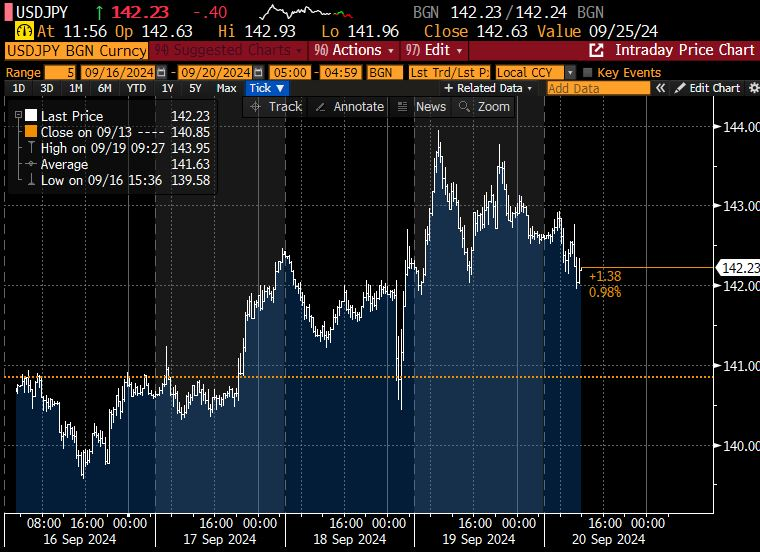 USDJPY ↑ 142.23 -.40 BGN 142.23 / 142.24 BGN
At 11:56 Op 142.63 Hi 142.93 Lo 141.96 Close 142.63 Value 09/25/24
USDJPY BGN Curncy 94) Suggested Charts 96) Actions 97) Edit Intraday Price Chart
Range 5 09/16/2024 - 09/20/2024 05:00 - 04:59 BGN Lst Trd/Lst P: Local CCY Key Events
1D 3D 1M 6M YTD 1Y 5Y Max Tick ▼ + Related Data Add Data « Edit Chart
Track Annotate News Zoom
Last Price 142.23
Close on 09/13 ---- 140.85
High on 09/19 09:27 143.95
Average 141.63
Low on 09/16 15:36 139.58
144.00
143.00
142.23
+1.38
0.98%
142.00
141.00
140.00
08:00 16:00 00:00 16:00 00:00 16:00 00:00 16:00 00:00 16:00 00:00
16 Sep 2024 17 Sep 2024 18 Sep 2024 19 Sep 2024 20 Sep 2024